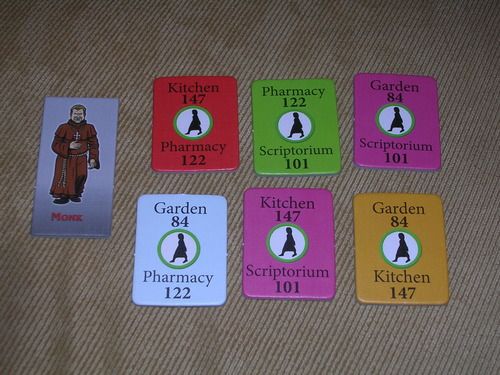 Monk
Kitchen
147
Pharmacy
122
Pharmacy
122
Scriptorium
101
Garden
84
Scriptorium
101
Garden
84
Pharmacy
122
Kitchen
147
Scriptorium
101
Garden
84
Kitchen
147